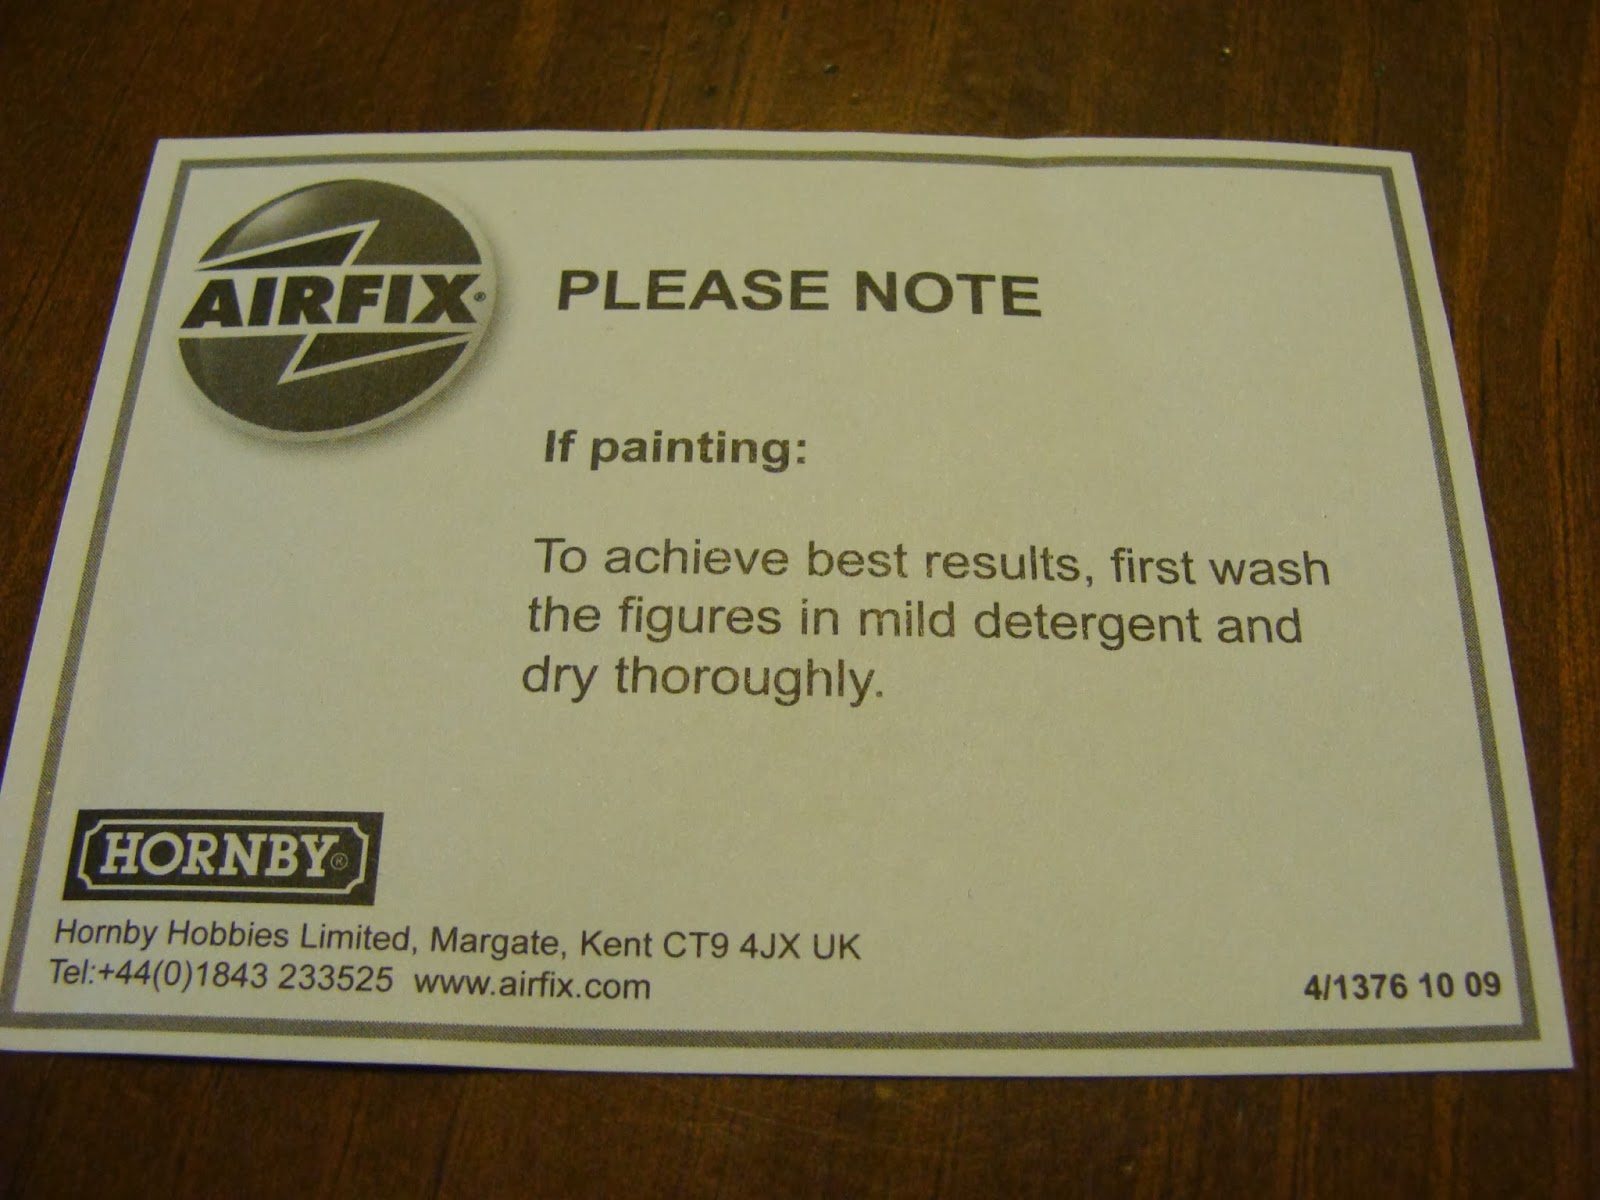 AIRFIX®
PLEASE NOTE
If painting:
To achieve best results, first wash
the figures in mild detergent and
dry thoroughly.
HORNBY®
Hornby Hobbies Limited, Margate, Kent CT9 4JX UK
Tel:+44(0)1843 233525 www.airfix.com
4/1376 10 09